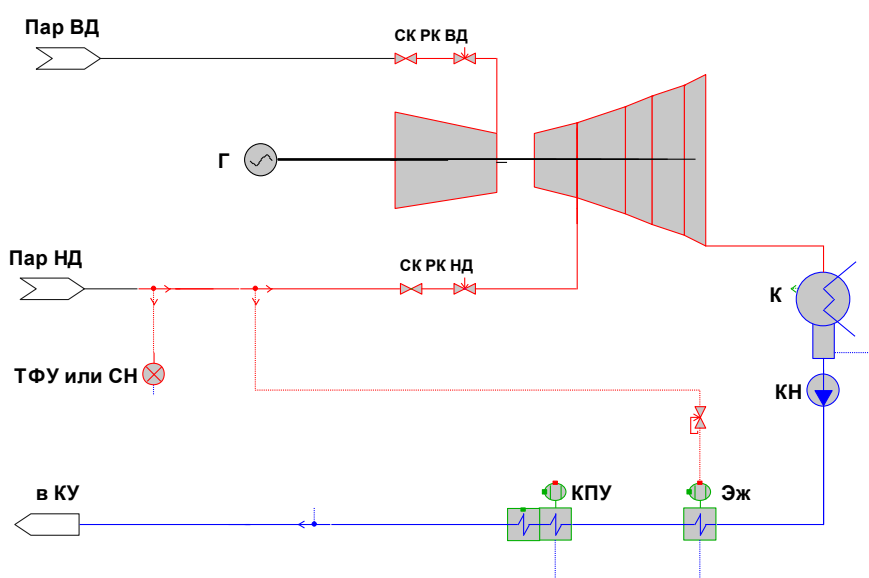 Пар ВД
СК РК ВД
Г
Пар НД
СК РК НД
К
ТФУ или СН
КН
в КУ
КПУ
Эж